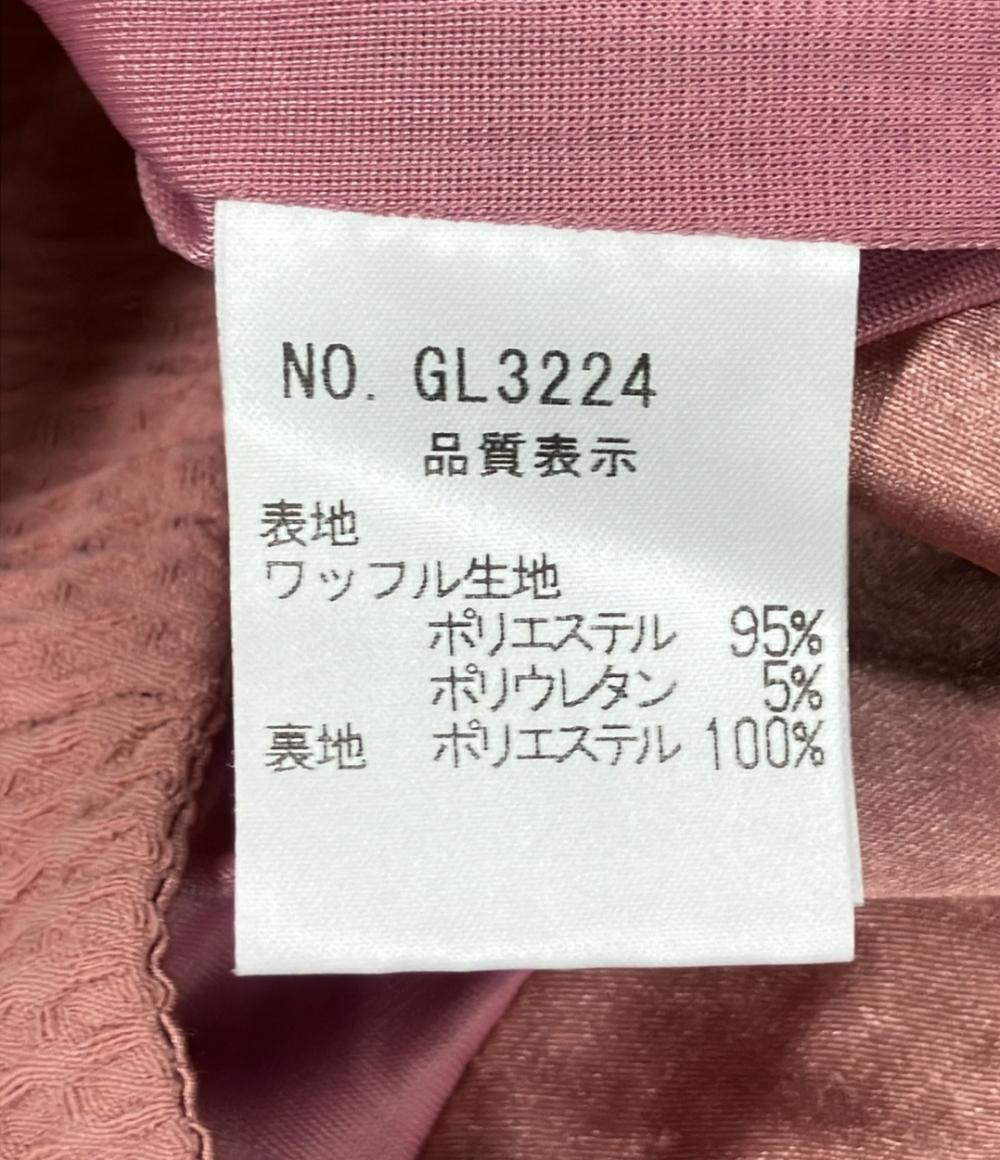 NO. GL3224
品質表示
表地
ワッフル生地
ポリエステル 95%
ポリウレタン 5%
裏地 ポリエステル 100%